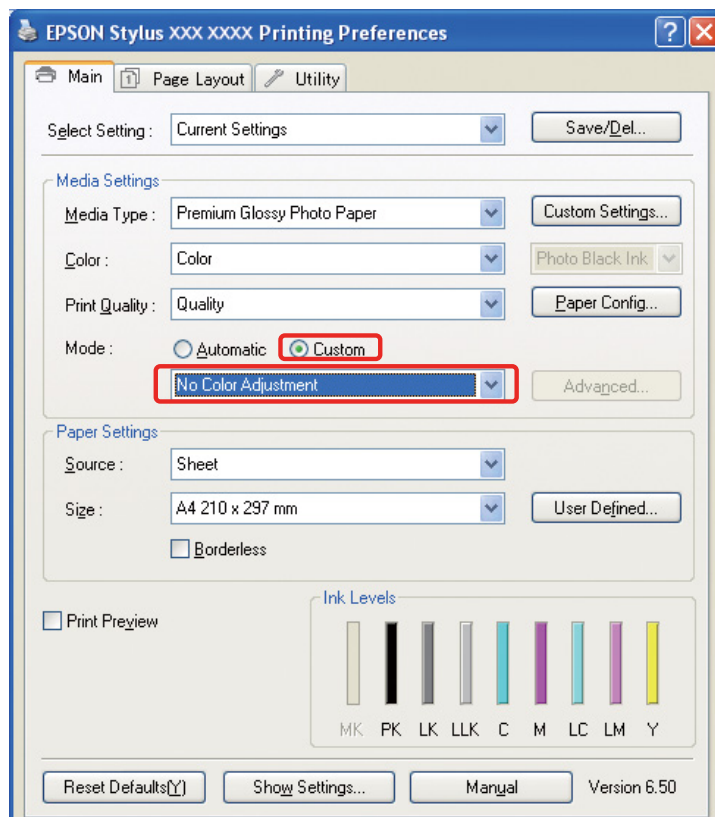 EPSON Stylus XXX XXXX Printing Preferences
Main
1
Page Layout
Utility
Select Setting :
Current Settings
Save/Del...
Media Settings
Media Type :
Premium Glossy Photo Paper
Custom Settings...
Color :
Color
Photo Black Ink
Print Quality :
Quality
Paper Config...
Mode :
Automatic
Custom
No Color Adjustment
Advanced...
Paper Settings
Source :
Sheet
Size :
A4 210 x 297 mm
User Defined...
Borderless
Print Preview
Ink Levels
MK PK LK LLK C M LC LM Y
Reset Defaults(Y)
Show Settings...
Manual
Version 6.50